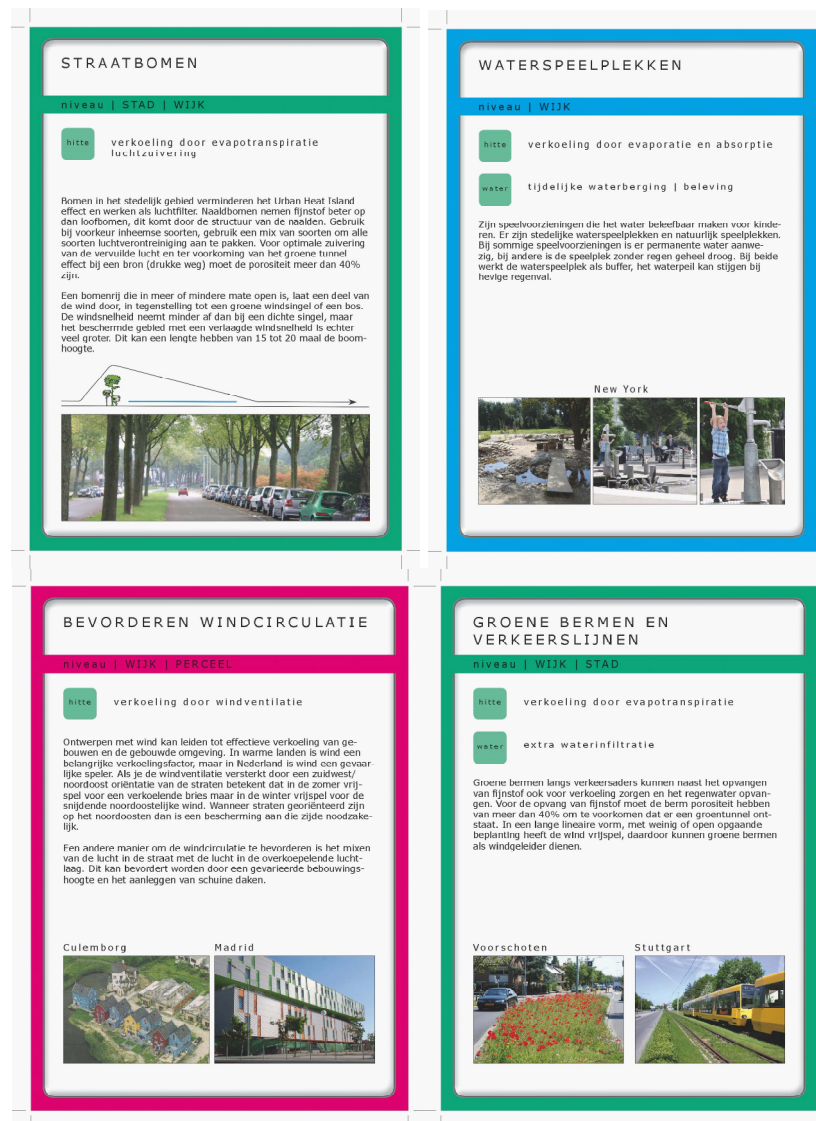 STRAATBOMEN
niveau | STAD | WIJK
hitte
verkoeling door evapotranspiratie
luchtzuivering
Bomen in het stedelijk gebied verminderen het Urban Heat Island
effect en werken als luchtfilter. Naaldbomen nemen fijnstof beter op
dan loofbomen, dit komt door de structuur van de naalden. Gebruik
bij voorkeur inheemse soorten, gebruik een mix van soorten om alle
soorten luchtverontreiniging aan te pakken. Voor optimale zuivering
van de vervuilde lucht en ter voorkoming van het groene tunnel
effect bij een bron (drukke weg) moet de porositeit meer dan 40%
zijn.
Een bomenrij die in meer of mindere mate open is, laat een deel van
de wind door, in tegenstelling tot een groene windsingel of een bos.
De windsnelheid neemt minder af dan bij een dichte singel, maar
het beschermde gebied met een verlaagde windsnelheid is echter
veel groter. Dit kan een lengte hebben van 15 tot 20 maal de boom-
hoogte.
WATERSPEELPLEKKEN
niveau | WIJK
hitte
verkoeling door evaporatie en absorptie
water
tijdelijke waterberging | beleving
Zijn speelvoorzieningen die het water beleefbaar maken voor kinde-
ren. Er zijn stedelijke waterspeelplekken en natuurlijk speelplekken.
Bij sommige speelvoorzieningen is er permanente water aanwe-
zig, bij andere is de speelplek zonder regen geheel droog. Bij beide
werkt de waterspeelplek als buffer, het waterpeil kan stijgen bij
hevige regenval.
New York
BEVORDEREN WINDCIRCULATIE
niveau | WIJK | PERCEEL
hitte
verkoeling door windventilatie
Ontwerpen met wind kan leiden tot effectieve verkoeling van ge-
bouwen en de gebouwde omgeving. In warme landen is wind een
belangrijke verkoelingsfactor, maar in Nederland is wind een gevaar-
lijke speler. Als je de windventilatie versterkt door een zuidwest/
noordoost oriëntatie van de straten betekent dat in de zomer vrij-
spel voor een verkoelende bries maar in de winter vrijspel voor de
snijdende noordoostelijke wind. Wanneer straten georiënteerd zijn
op het noordoosten dan is een bescherming aan die zijde noodzake-
lijk.
Een andere manier om de windcirculatie te bevorderen is het mixen
van de lucht in de straat met de lucht in de overkoepelende lucht-
laag. Dit kan bevordert worden door een gevarieerde bebouwings-
hoogte en het aanleggen van schuine daken.
Culemborg
Madrid
GROENE BERMEN EN
VERKEERSLIJNEN
niveau | WIJK | STAD
hitte
verkoeling door evapotranspiratie
water
extra waterinfiltratie
Groene bermen langs verkeersaders kunnen naast het opvangen
van fijnstof ook voor verkoeling zorgen en het regenwater opvan-
gen. Voor de opvang van fijnstof moet de berm porositeit hebben
van meer dan 40% om te voorkomen dat er een groentunnel ont-
staat. In een lange lineaire vorm, met weinig of open opgaande
beplanting heeft de wind vrijspel, daardoor kunnen groene bermen
als windgeleider dienen.
Voorschoten
Stuttgart